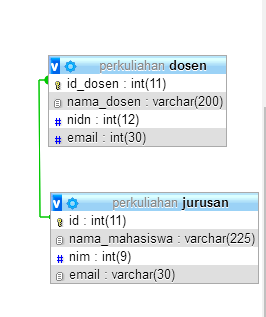 v perkuliahan dosen
id_dosen : int(11)
nama_dosen : varchar(200)
# nidn : int(12)
# email : int(30)
v perkuliahan jurusan
id : int(11)
nama_mahasiswa : varchar(225)
# nim : int(9)
email : varchar(30)